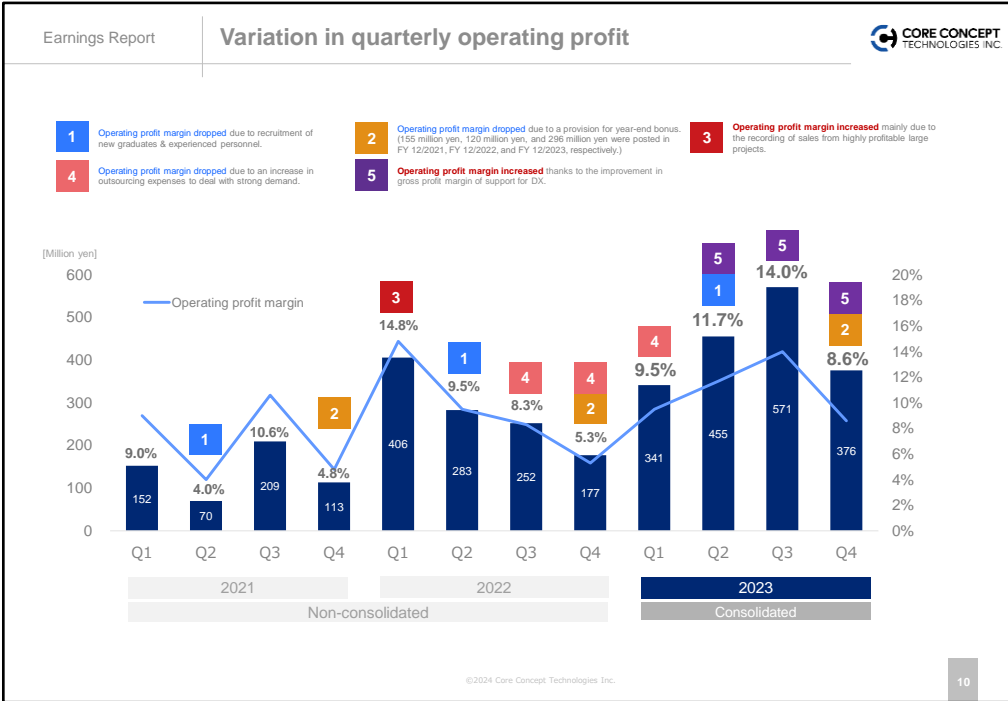 Earnings Report
Variation in quarterly operating profit
CORE CONCEPT
TECHNOLOGIES INC.
1
Operating profit margin dropped due to recruitment of
new graduates & experienced personnel.
2
Operating profit margin dropped due to a provision for year-end bonus.
(155 million yen, 120 million yen, and 296 million yen were posted in
FY 12/2021, FY 12/2022, and FY 12/2023, respectively.)
3
Operating profit margin increased mainly due to
the recording of sales from highly profitable large
projects.
4
Operating profit margin dropped due to an increase in
outsourcing expenses to deal with strong demand.
5
Operating profit margin increased thanks to the improvement in
gross profit margin of support for DX.
[Million yen]
600
500
400
300
200
100
0
Operating profit margin
20%
18%
16%
14%
12%
10%
8%
6%
4%
2%
0%
9.0%
152
1
4.0%
70
10.6%
209
2
4.8%
113
3
14.8%
406
1
9.5%
283
4
8.3%
252
4
2
5.3%
177
4
9.5%
341
5
1
11.7%
455
5
14.0%
571
5
2
8.6%
376
Q1 Q2 Q3 Q4 Q1 Q2 Q3 Q4 Q1 Q2 Q3 Q4
2021 2022 2023
Non-consolidated Consolidated
©2024 Core Concept Technologies Inc.
10